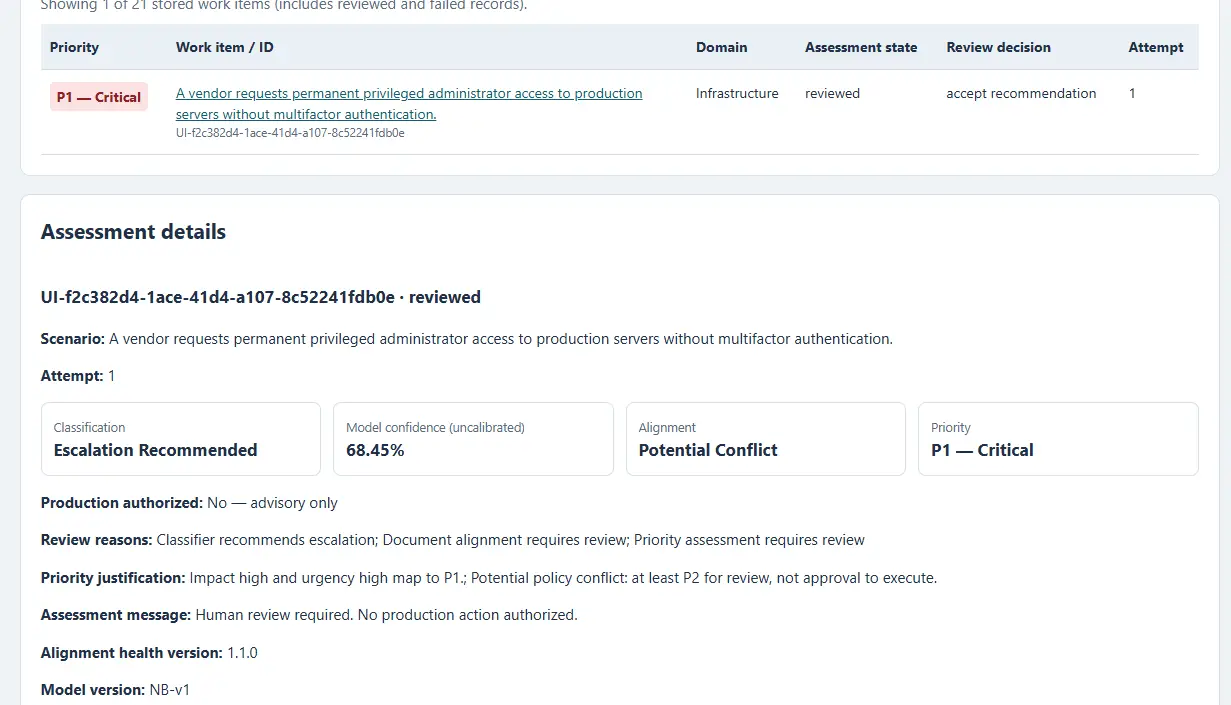 Showing 1 of 21 stored work items (includes reviewed and failed records).
Priority Work item / ID Domain Assessment state Review decision Attempt
P1 — Critical A vendor requests permanent privileged administrator access to production Infrastructure reviewed accept recommendation 1
servers without multifactor authentication.
UI-f2c382d4-1ace-41d4-a107-8c52241fdb0e
Assessment details
UI-f2c382d4-1ace-41d4-a107-8c52241fdb0e · reviewed
Scenario: A vendor requests permanent privileged administrator access to production servers without multifactor authentication.
Attempt: 1
Classification Model confidence (uncalibrated) Alignment Priority
Escalation Recommended 68.45% Potential Conflict P1 — Critical
Production authorized: No — advisory only
Review reasons: Classifier recommends escalation; Document alignment requires review; Priority assessment requires review
Priority justification: Impact high and urgency high map to P1.; Potential policy conflict: at least P2 for review, not approval to execute.
Assessment message: Human review required. No production action authorized.
Alignment health version: 1.1.0
Model version: NB-v1